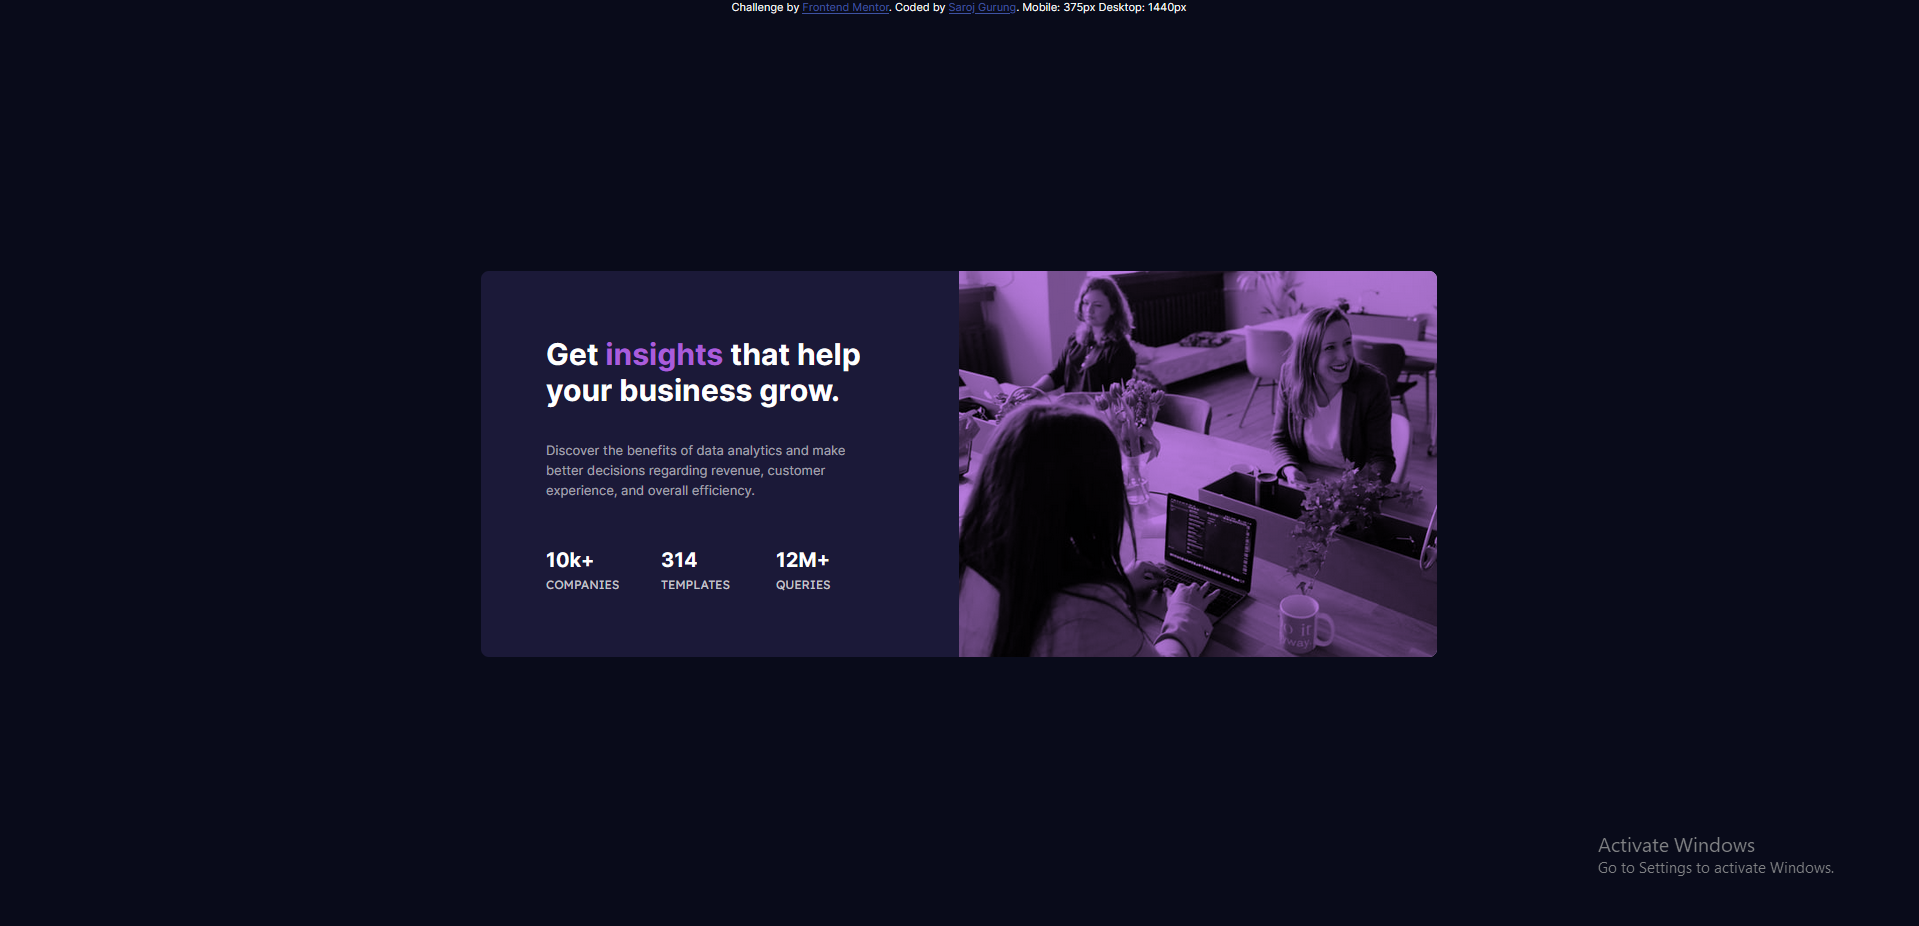 Challenge by Frontend Mentor. Coded by Saroj Gurung. Mobile: 375px Desktop: 1440px
Get insights that help
your business grow.
Discover the benefits of data analytics and make
better decisions regarding revenue, customer
experience, and overall efficiency.
10k+ 314 12M+
COMPANIES TEMPLATES QUERIES
Activate Windows
Go to Settings to activate Windows.